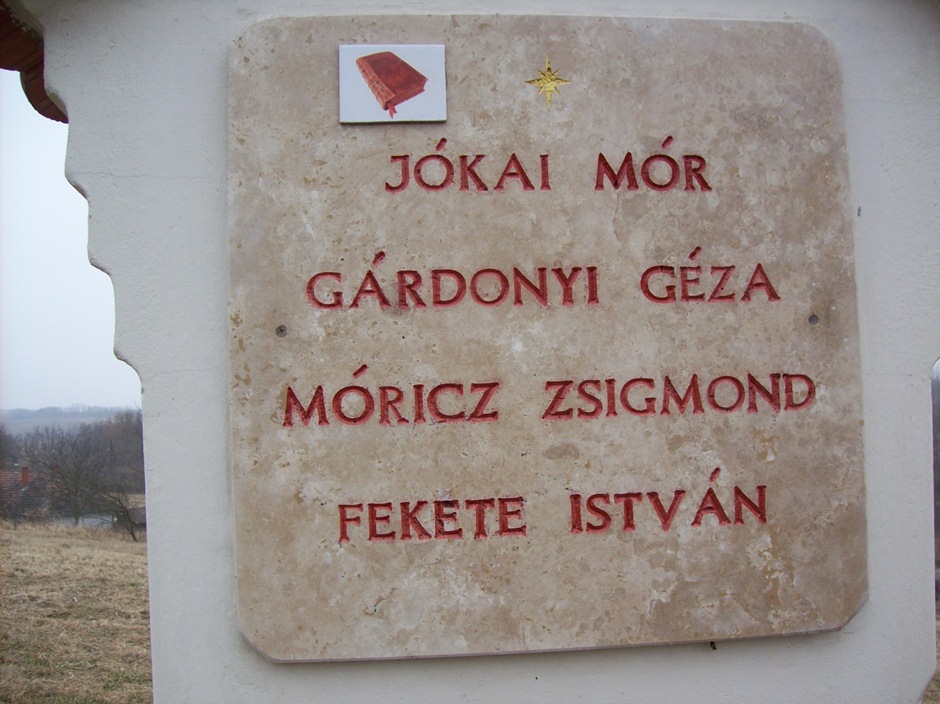 JÓKAI MÓR
GÁRDONYI GÉZA
MÓRICZ ZSIGMOND
FEKETE ISTVÁN